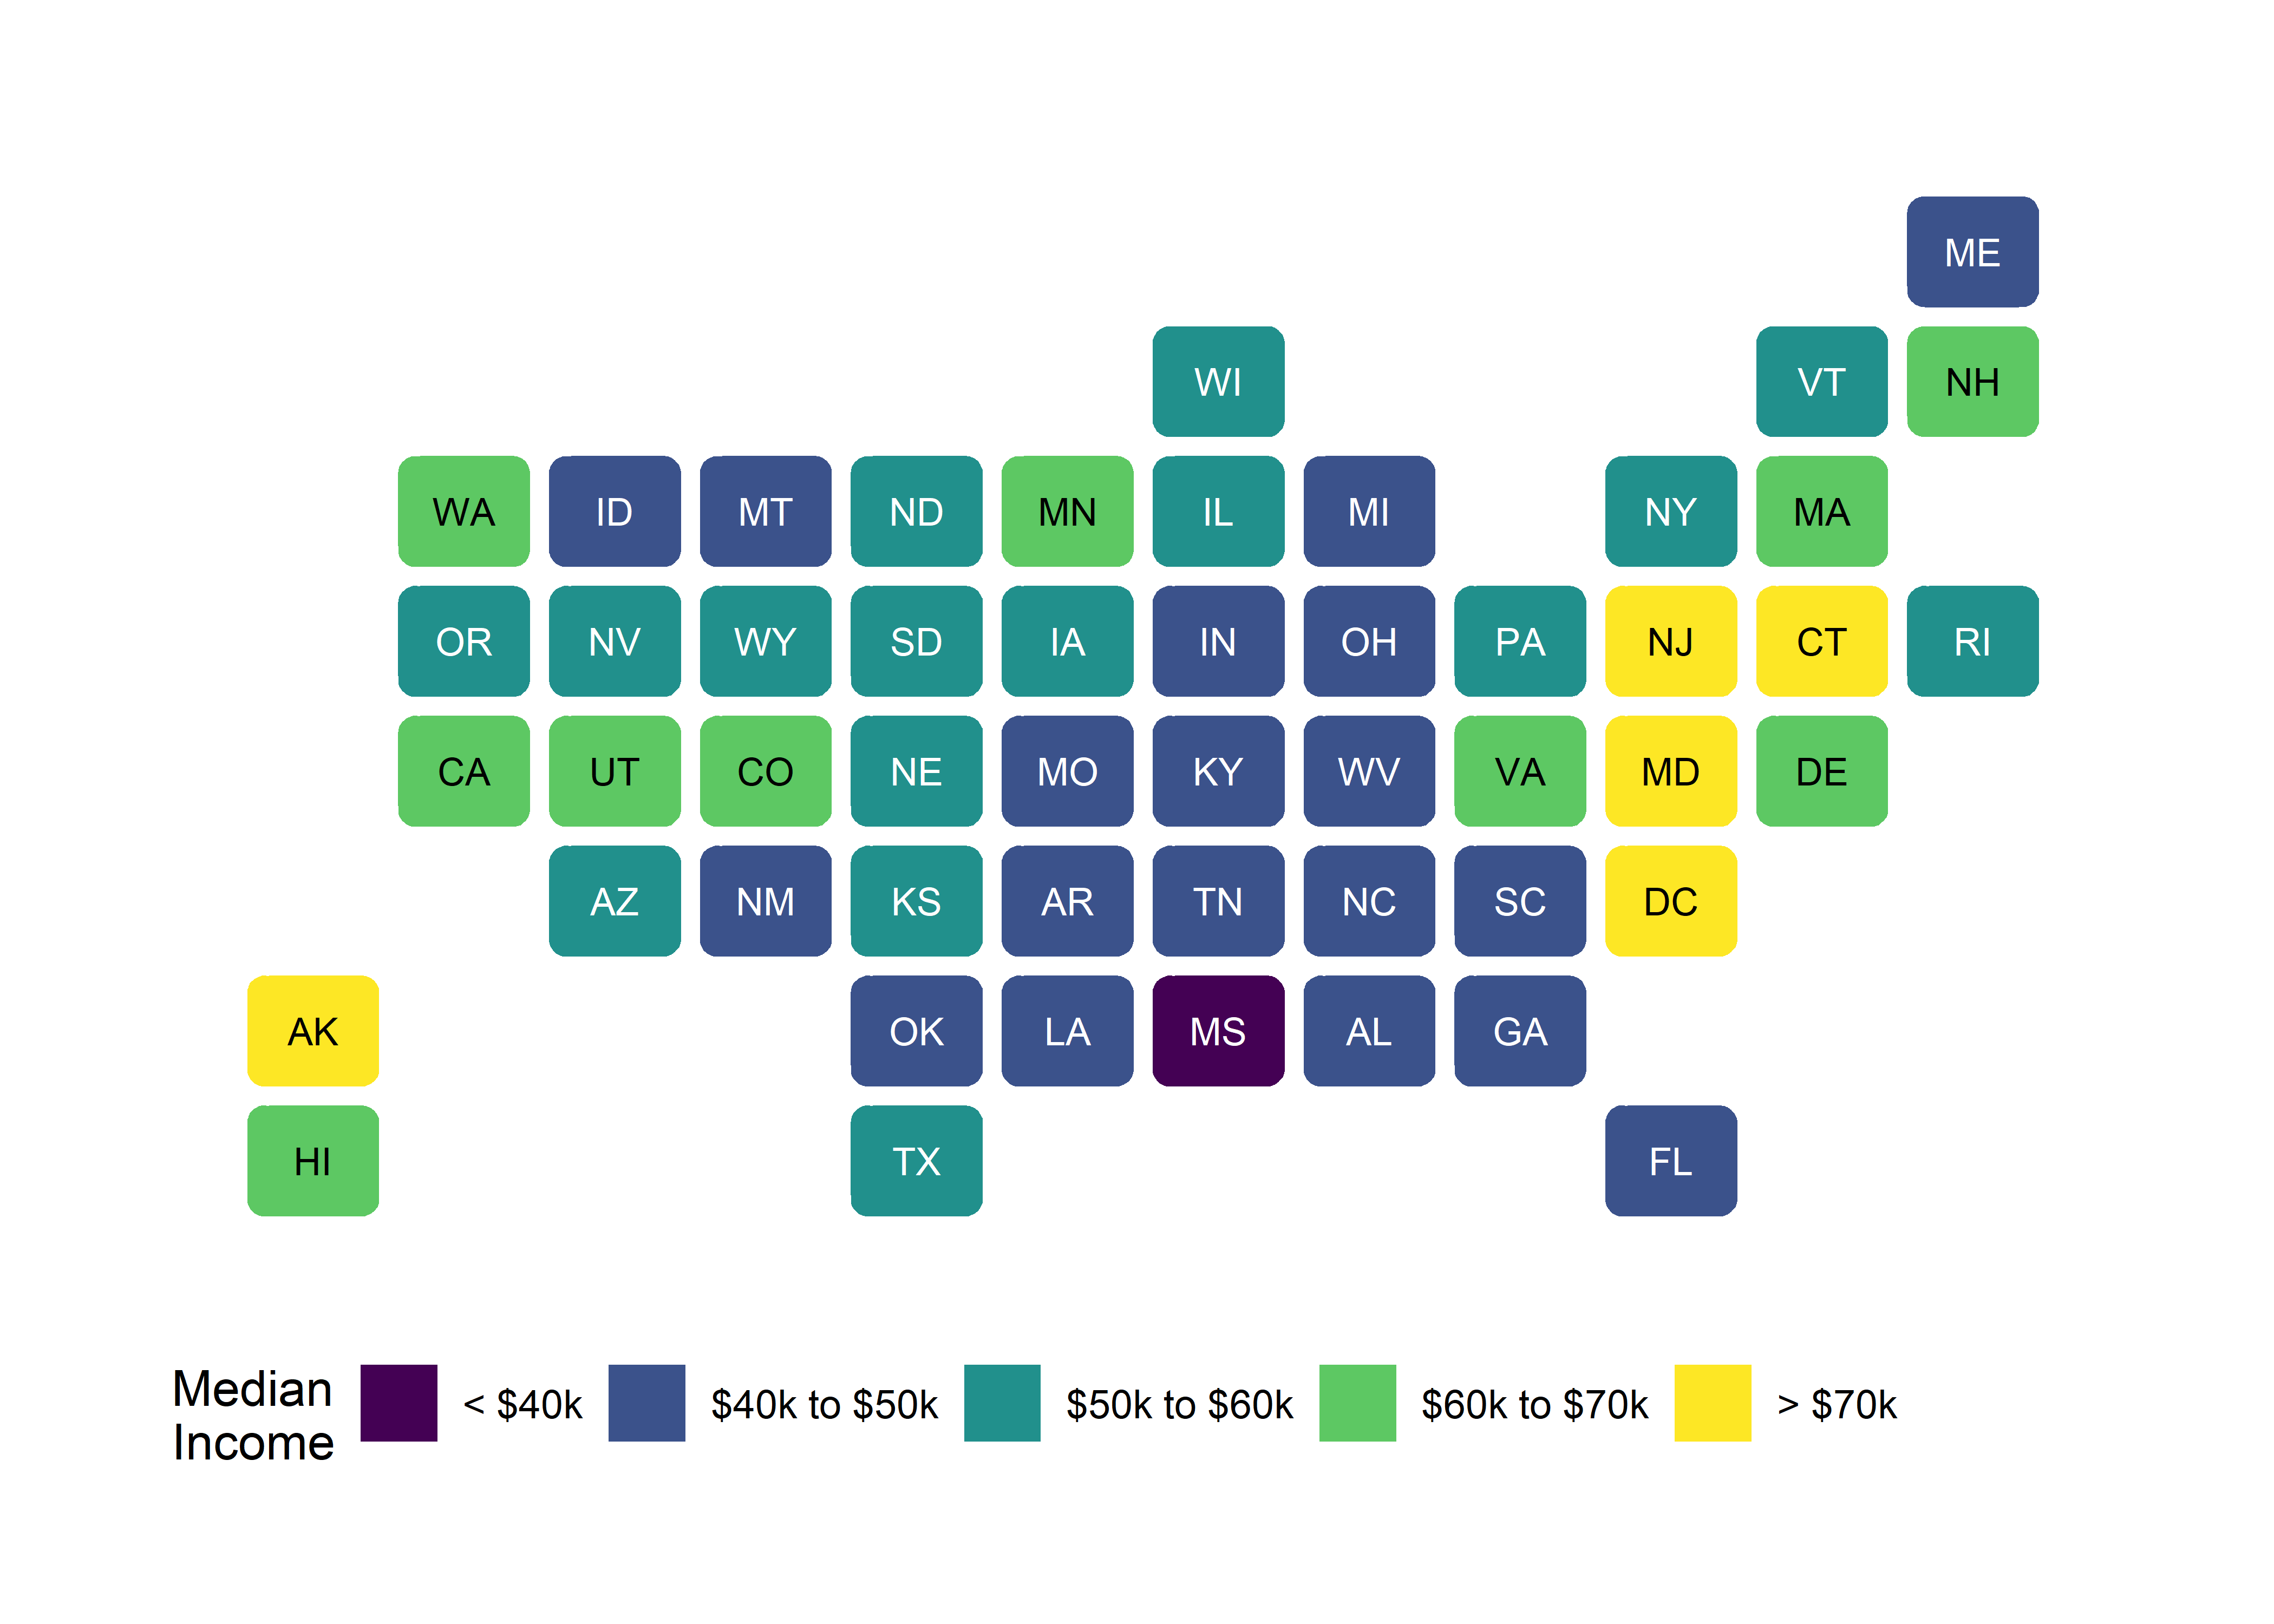 ME
WI VT NH
WA ID MT ND MN IL MI NY MA
OR NV WY SD IA IN OH PA NJ CT RI
CA UT CO NE MO KY WV VA MD DE
AZ NM KS AR TN NC SC DC
AK OK LA MS AL GA
HI TX FL
Median
Income
< $40k $40k to $50k $50k to $60k $60k to $70k > $70k